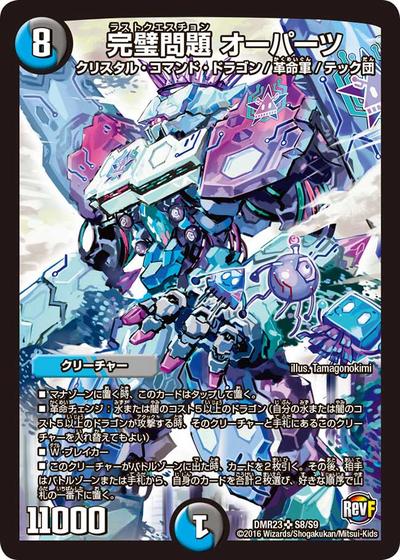 8
ラストクエスチョン
完璧問題 オーパーツ
クリスタル・コマンド・ドラゴン/革命軍/テック団
かくめいぐん だん
クリーチャー
illus. Tamagonokimi
■ マナゾーンに置く時、このカードはタップして置く。
■ 革命チェンジ:水または闇のコスト5以上のドラゴン(自分の水または闇のコ
スト5以上のドラゴンが攻撃する時、そのクリーチャーと手札にあるこのクリー
チャーを入れ替えてもよい)
■ W・ブレイカー
■ このクリーチャーがバトルゾーンに出た時、カードを2枚引く。その後、相手
はバトルゾーンまたは手札から、自身のカードを合計2枚選び、好きな順序で山
札の一番下に置く。
11000
1
RevF
DMR23 S8/S9
©2016 Wizards/Shogakukan/Mitsui-Kids